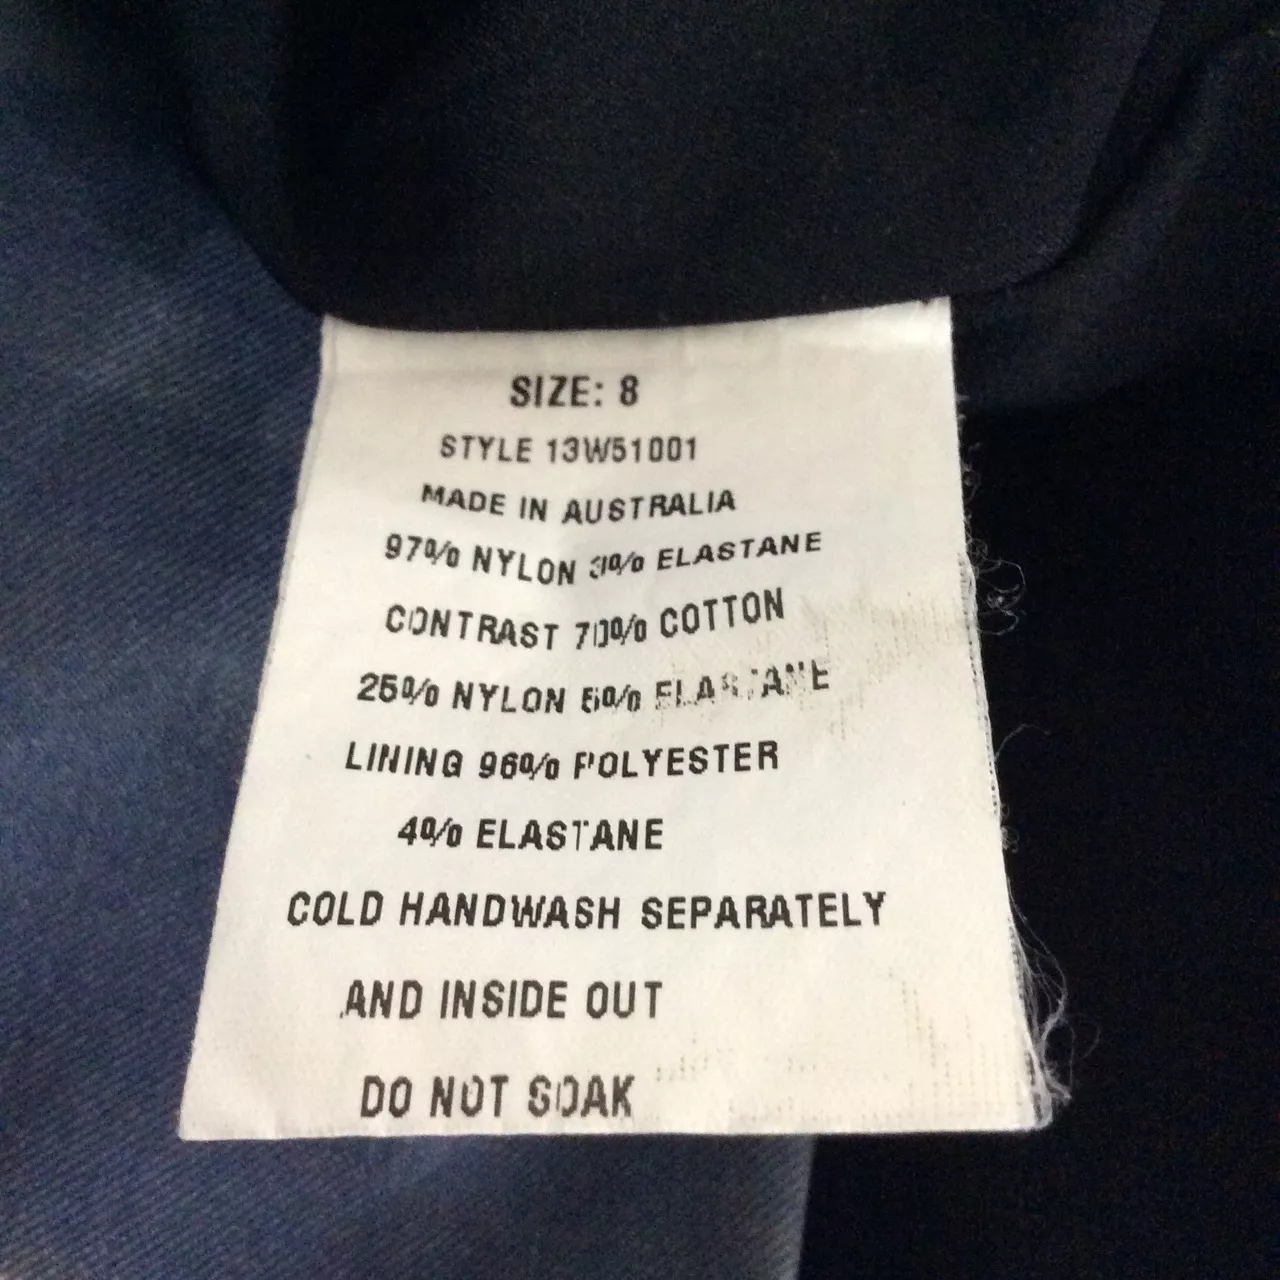 SIZE: 8
STYLE 13W51001
MADE IN AUSTRALIA
97% NYLON 3% ELASTANE
CONTRAST 70% COTTON
25% NYLON 5% ELASTANE
LINING 96% POLYESTER
4% ELASTANE
COLD HANDWASH SEPARATELY
AND INSIDE OUT
DO NOT SOAK